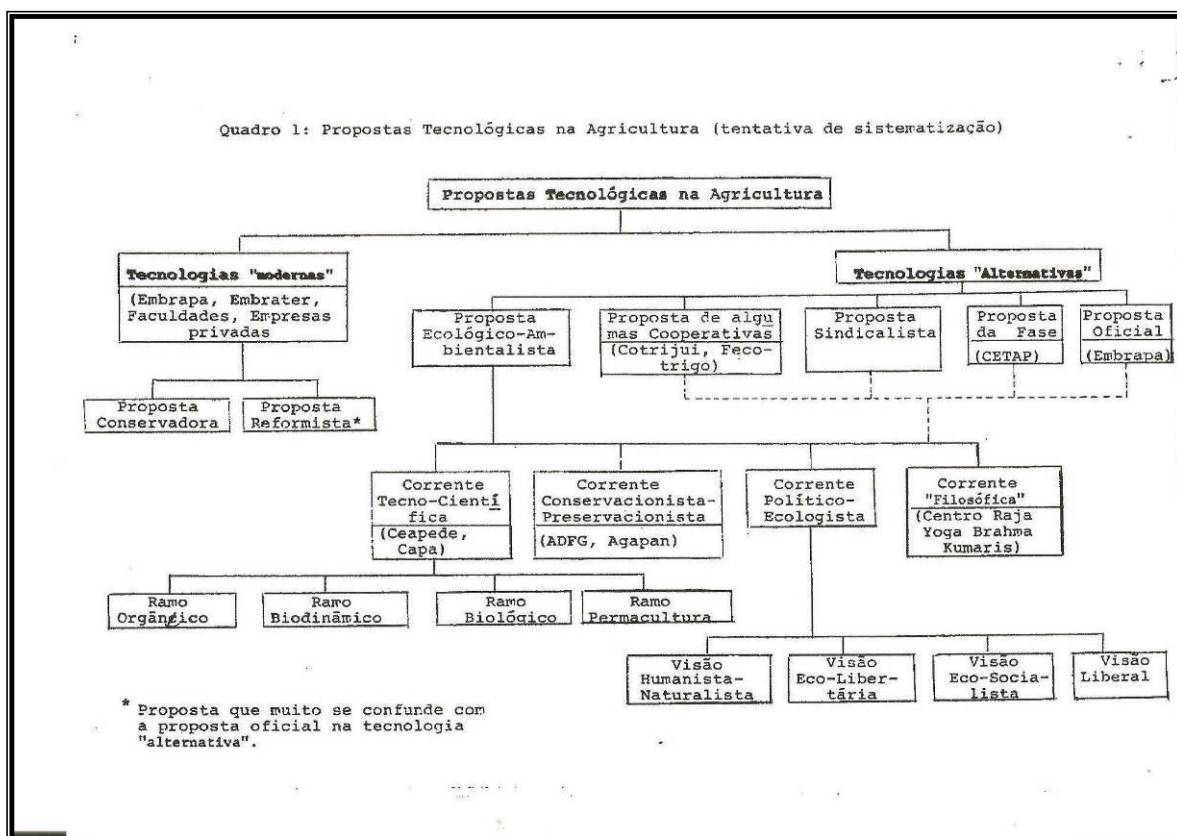 Quadro 1: Propostas Tecnológicas na Agricultura (tentativa de sistematização)
Propostas Tecnológicas na Agricultura
Tecnologias "modernas"
(Embrapa, Embrater,
Faculdades, Empresas
privadas
Tecnologias "Alternativas"
Proposta
Ecológico-Am-
bientalista
Proposta de algu
mas Cooperativas
(Cotrijui, Feco-
trigo)
Proposta
Sindicalista
Proposta
da Fase
(CETAP)
Proposta
Oficial
(Embrapa)
Proposta
Conservadora
Proposta
Reformista*
Corrente
Tecno-Cientí
fica
(Ceapede,
Capa)
Corrente
Conservacionista-
Preservacionista
(ADFG, Agapan)
Corrente
Político-
Ecologista
Corrente
"Filosófica"
(Centro Raja
Yoga Brahma
Kumaris)
Ramo
Orgânico
Ramo
Biodinâmico
Ramo
Biológico
Ramo
Permacultura
Visão
Humanista-
Naturalista
Visão
Eco-Liber-
tária
Visão
Eco-Socia-
lista
Visão
Liberal
* Proposta que muito se confunde com
a proposta oficial na tecnologia
"alternativa".